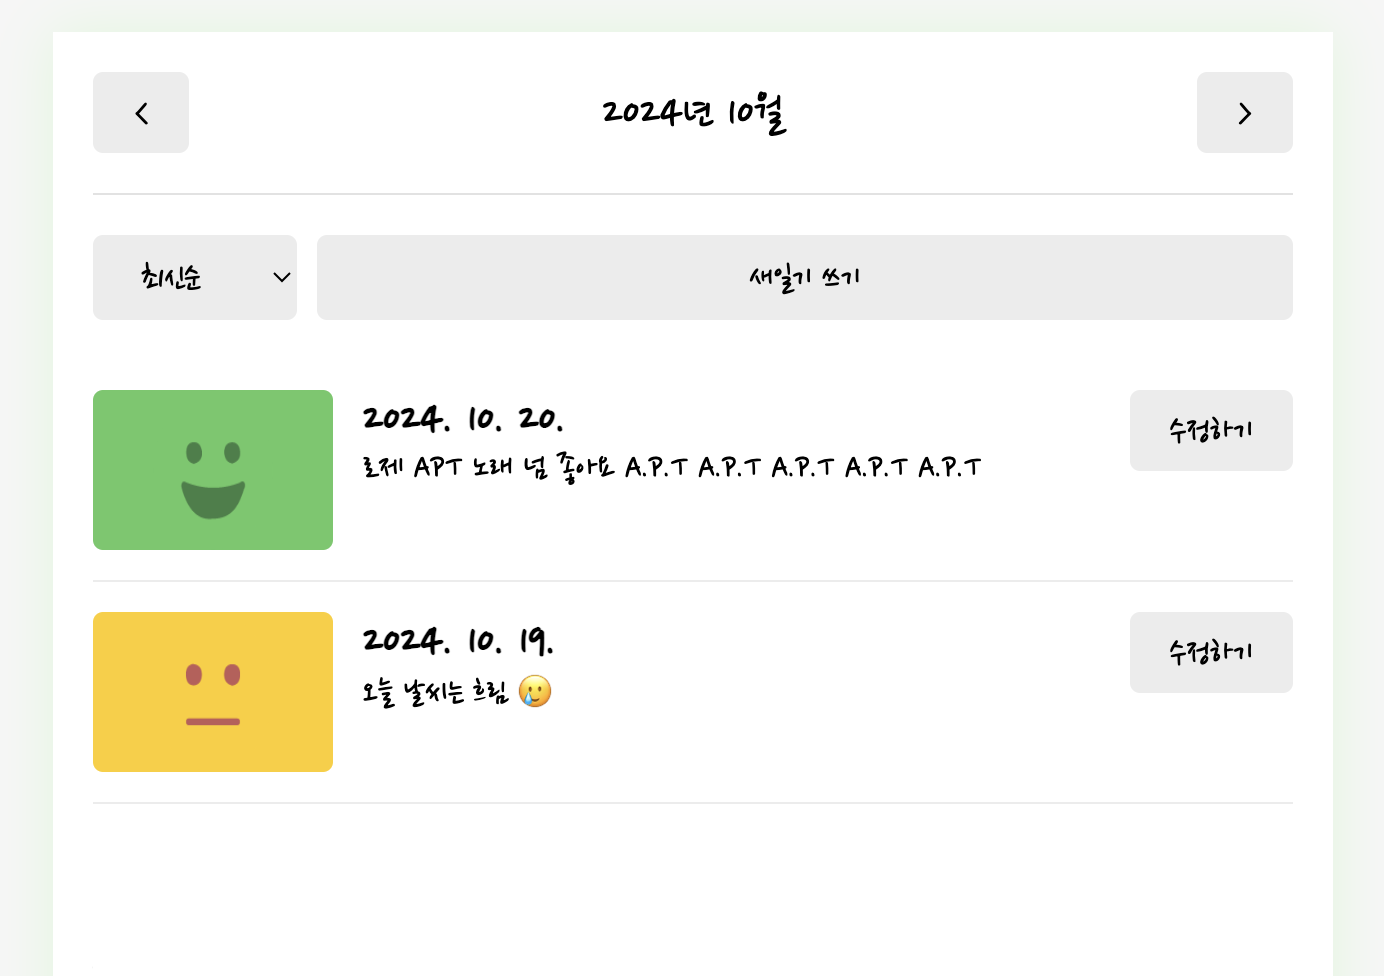 2024년 10월
최신순
새일기 쓰기
2024. 10. 20.
수정하기
로제 APT 노래 넘 좋아요 A.P.T A.P.T A.P.T A.P.T A.P.T
2024. 10. 19.
수정하기
오늘 날씨는 흐림 🥲